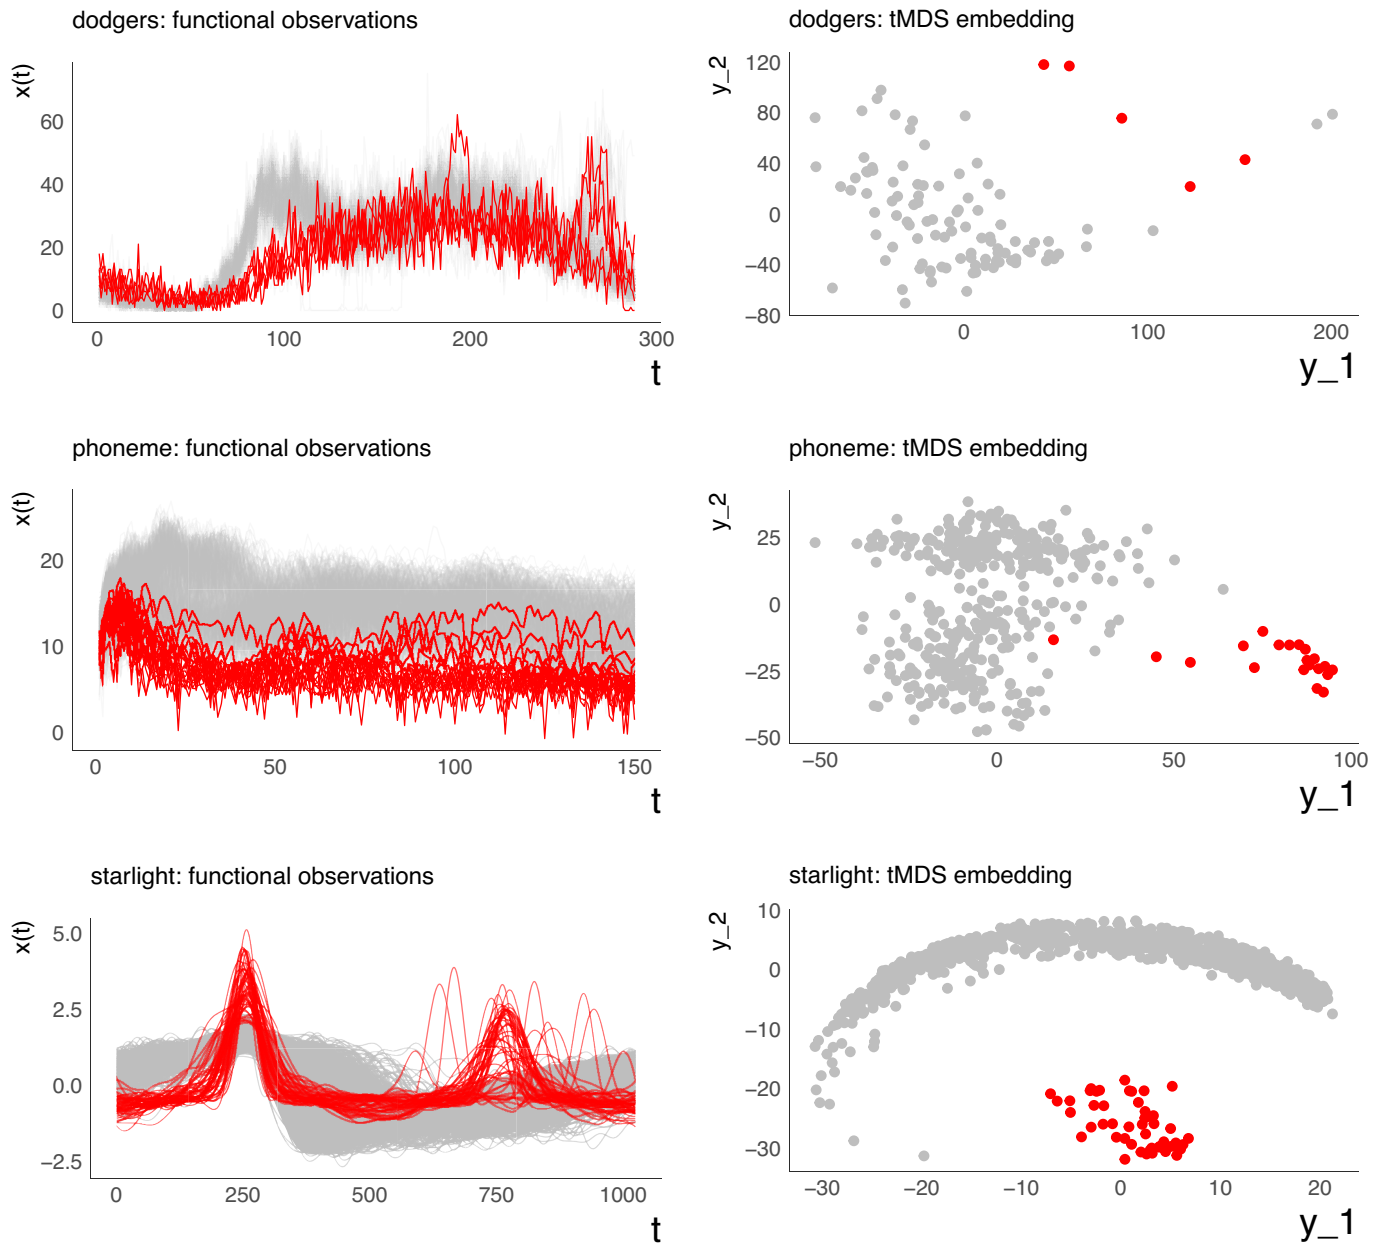 dodgers: functional observations
x(t)
60
40
20
0
0 100 200 300
t
dodgers: tMDS embedding
y_2
120
80
40
0
−40
−80
0 100 200
y_1
phoneme: functional observations
x(t)
20
10
0
0 50 100 150
t
phoneme: tMDS embedding
y_2
25
0
−25
−50
−50 0 50 100
y_1
starlight: functional observations
x(t)
5.0
2.5
0.0
−2.5
0 250 500 750 1000
t
starlight: tMDS embedding
y_2
10
0
−10
−20
−30
−30 −20 −10 0 10 20
y_1